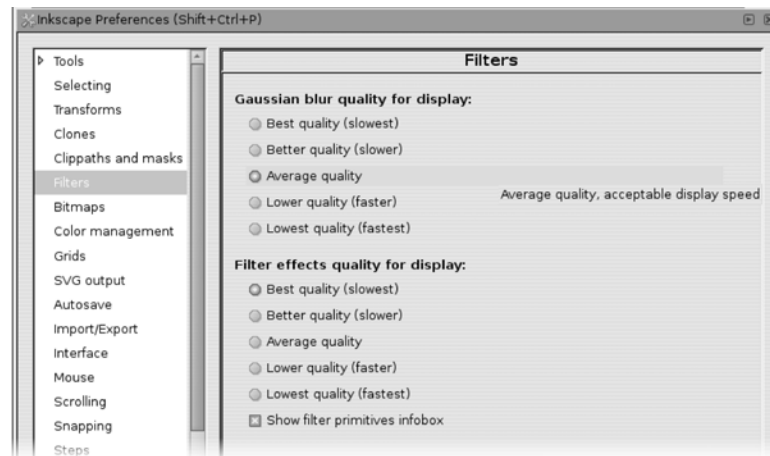 Inkscape Preferences (Shift+Ctrl+P)
Tools
Selecting
Transforms
Clones
Clippaths and masks
Filters
Bitmaps
Color management
Grids
SVG output
Autosave
Import/Export
Interface
Mouse
Scrolling
Snapping
Steps
Filters
Gaussian blur quality for display:
Best quality (slowest)
Better quality (slower)
Average quality
Average quality, acceptable display speed
Lower quality (faster)
Lowest quality (fastest)
Filter effects quality for display:
Best quality (slowest)
Better quality (slower)
Average quality
Lower quality (faster)
Lowest quality (fastest)
Show filter primitives infobox